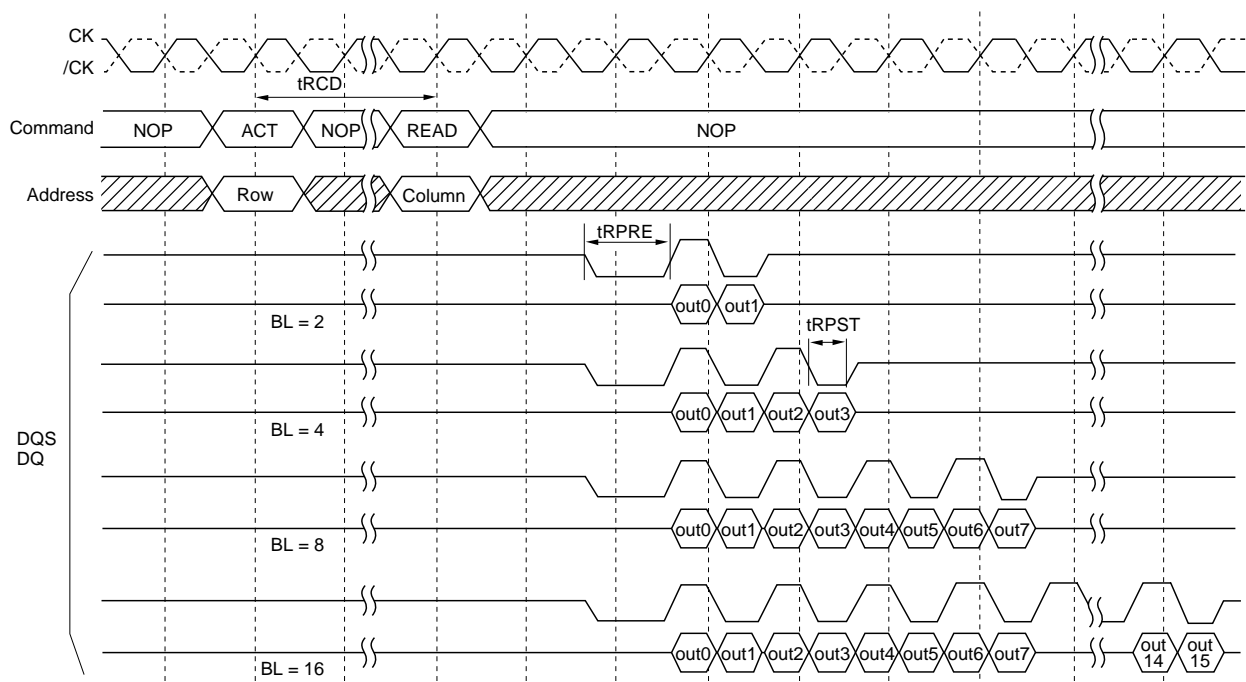 CK
/CK
tRCD
Command NOP ACT NOP READ NOP
Address Row Column
tRPRE
out0 out1
BL = 2
tRPST
out0 out1 out2 out3
BL = 4
DQS
DQ
out0 out1 out2 out3 out4 out5 out6 out7
BL = 8
out0 out1 out2 out3 out4 out5 out6 out7 out 14 out 15
BL = 16